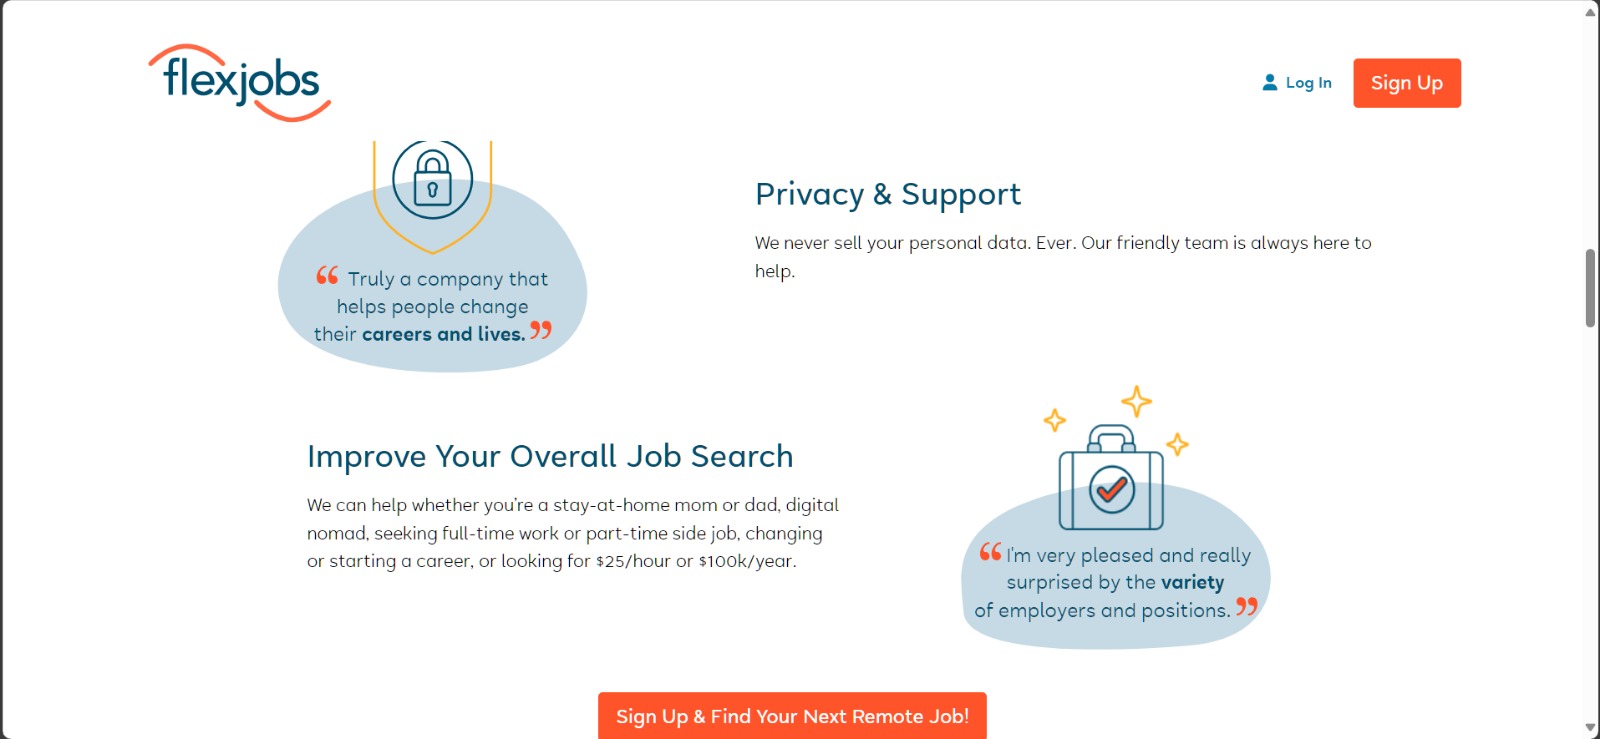 flexjobs
Log In
Sign Up
“ Truly a company that
helps people change
their careers and lives. ”
Privacy & Support
We never sell your personal data. Ever. Our friendly team is always here to
help.
Improve Your Overall Job Search
We can help whether you’re a stay-at-home mom or dad, digital
nomad, seeking full-time work or part-time side job, changing
or starting a career, or looking for $25/hour or $100k/year.
“ I'm very pleased and really
surprised by the variety
of employers and positions. ”
Sign Up & Find Your Next Remote Job!